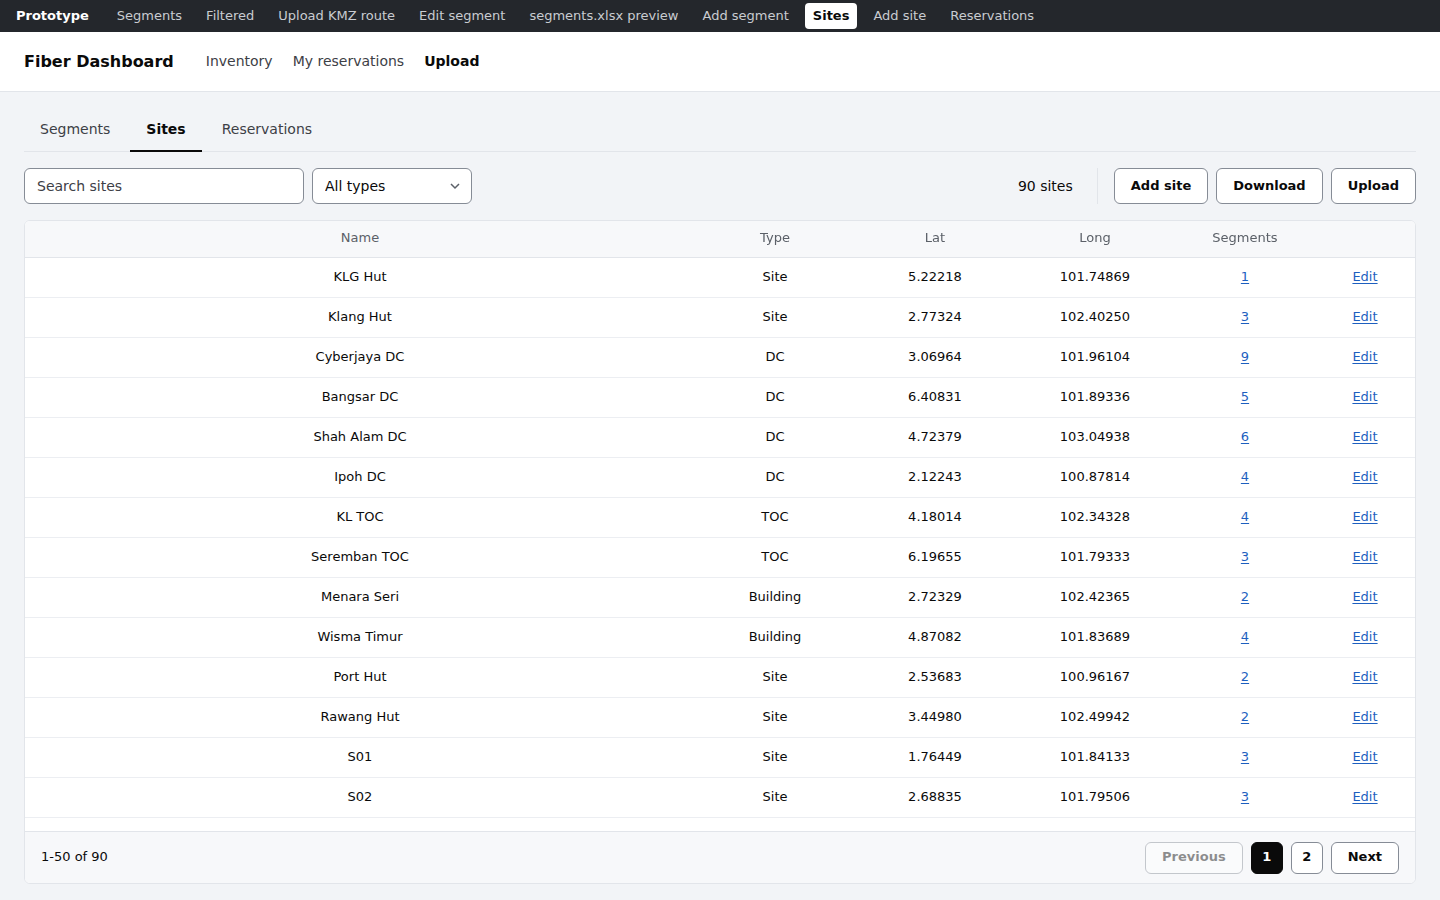 Prototype Segments Filtered Upload KMZ route Edit segment segments.xlsx preview Add segment Sites Add site Reservations
Fiber Dashboard Inventory My reservations Upload
Segments Sites Reservations
Search sites All types 90 sites Add site Download Upload
Name Type Lat Long Segments
KLG Hut Site 5.22218 101.74869 1 Edit
Klang Hut Site 2.77324 102.40250 3 Edit
Cyberjaya DC DC 3.06964 101.96104 9 Edit
Bangsar DC DC 6.40831 101.89336 5 Edit
Shah Alam DC DC 4.72379 103.04938 6 Edit
Ipoh DC DC 2.12243 100.87814 4 Edit
KL TOC TOC 4.18014 102.34328 4 Edit
Seremban TOC TOC 6.19655 101.79333 3 Edit
Menara Seri Building 2.72329 102.42365 2 Edit
Wisma Timur Building 4.87082 101.83689 4 Edit
Port Hut Site 2.53683 100.96167 2 Edit
Rawang Hut Site 3.44980 102.49942 2 Edit
S01 Site 1.76449 101.84133 3 Edit
S02 Site 2.68835 101.79506 3 Edit
1-50 of 90 Previous 1 2 Next